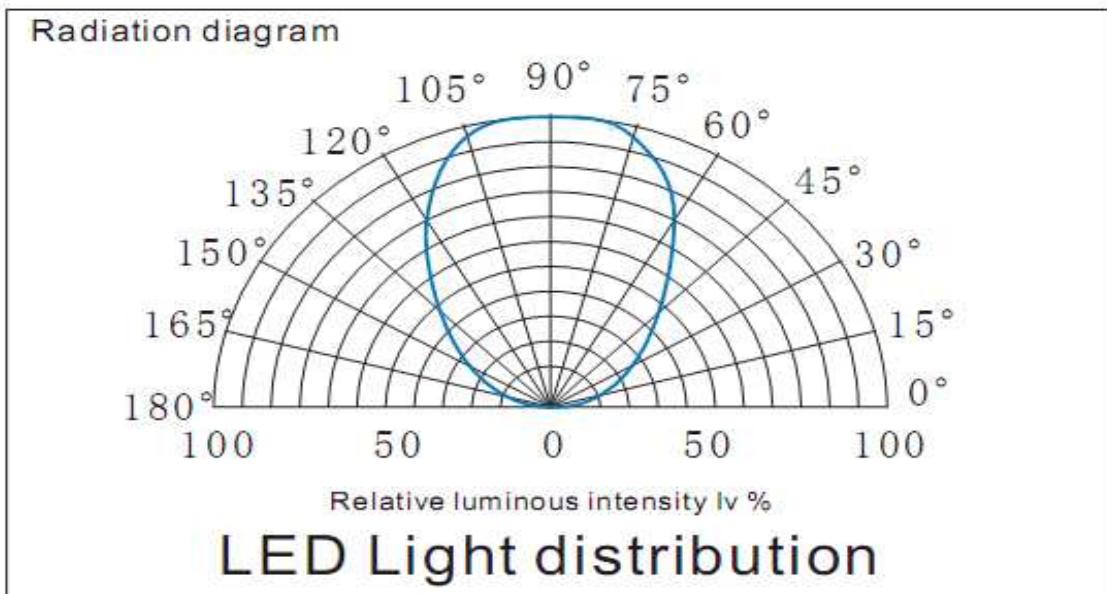 Radiation diagram
90°
105° 75°
120° 60°
135° 45°
150° 30°
165° 15°
180° 0°
100 50 0 50 100
Relative luminous intensity Iv %
LED Light distribution